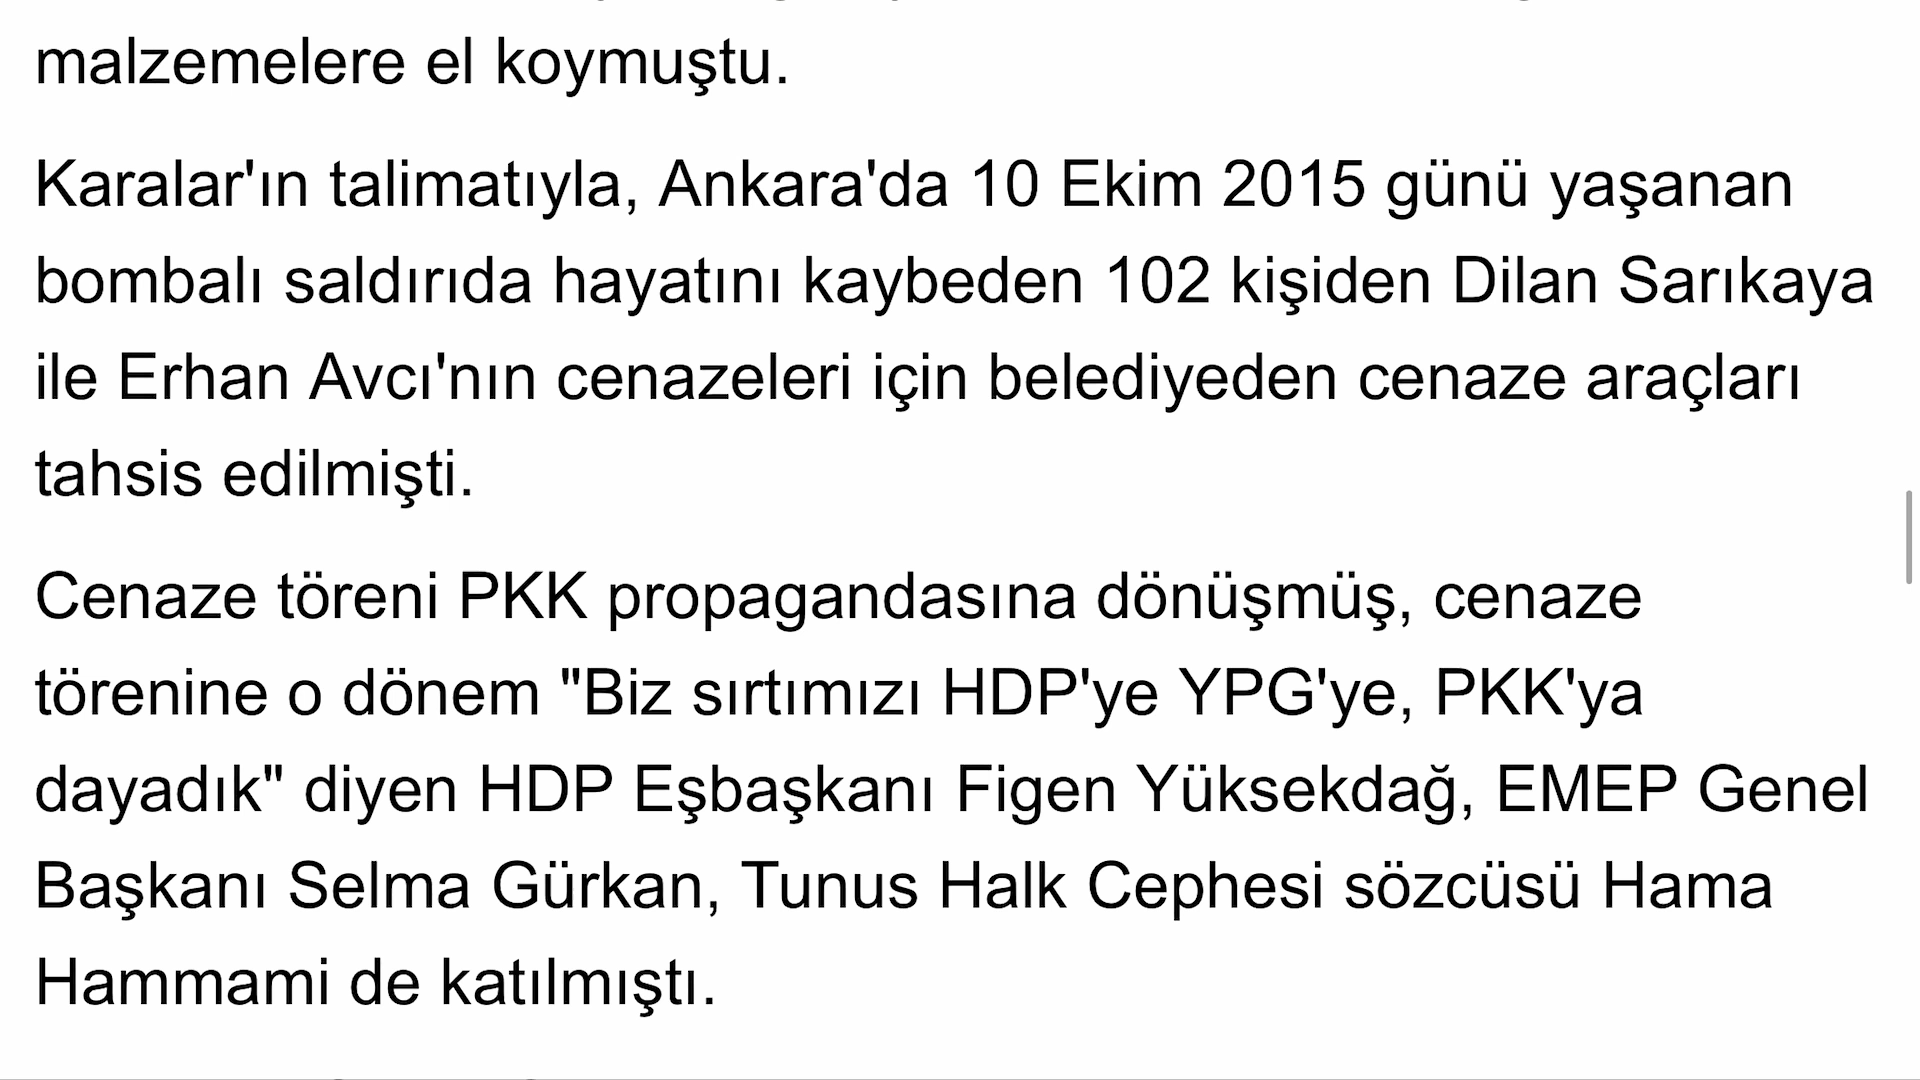 malzemelere el koymuştu.
Karalar'ın talimatıyla, Ankara'da 10 Ekim 2015 günü yaşanan
bombalı saldırıda hayatını kaybeden 102 kişiden Dilan Sarıkaya
ile Erhan Avcı'nın cenazeleri için belediyeden cenaze araçları
tahsis edilmişti.
Cenaze töreni PKK propagandasına dönüşmüş, cenaze
törenine o dönem "Biz sırtımızı HDP'ye YPG'ye, PKK'ya
dayadık" diyen HDP Eşbaşkanı Figen Yüksekdağ, EMEP Genel
Başkanı Selma Gürkan, Tunus Halk Cephesi sözcüsü Hama
Hammami de katılmıştı.